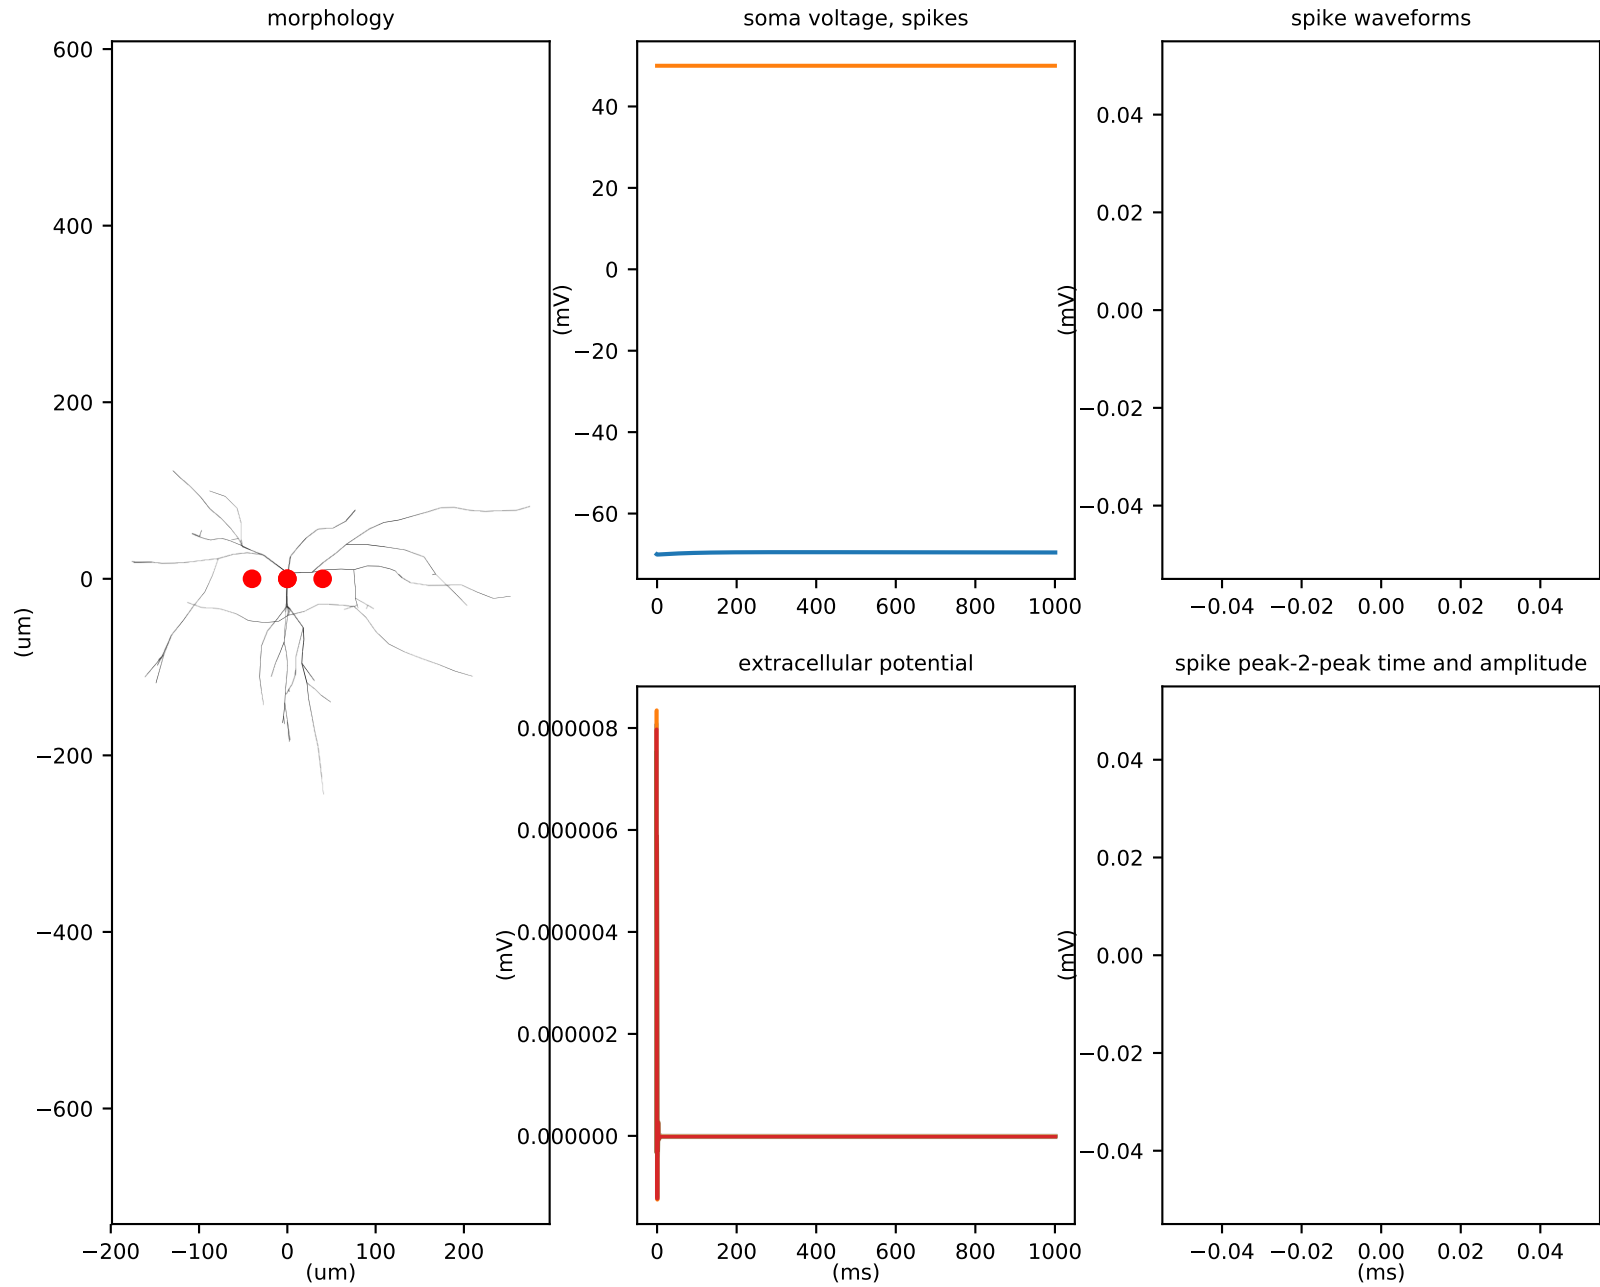 morphology
600
400
200
0
−200
−400
−600
(um)
−200 −100 0 100 200
(um)
soma voltage, spikes
40
20
0
−20
−40
−60
(mV)
0 200 400 600 800 1000
spike waveforms
0.04
0.02
0.00
−0.02
−0.04
(mV)
−0.04 −0.02 0.00 0.02 0.04
extracellular potential
0.000008
0.000006
0.000004
0.000002
0.000000
(mV)
0 200 400 600 800 1000
(ms)
spike peak-2-peak time and amplitude
0.04
0.02
0.00
−0.02
−0.04
(mV)
−0.04 −0.02 0.00 0.02 0.04
(ms)